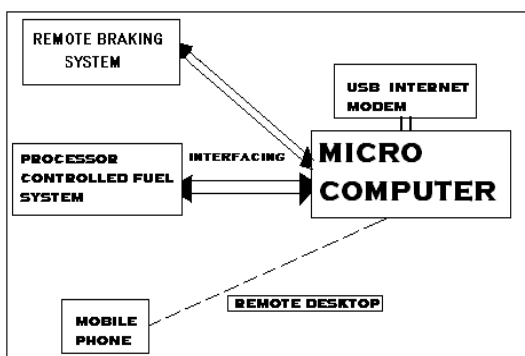 REMOTE BRAKING
SYSTEM
USB INTERNET
MODEM
PROCESSOR
CONTROLLED FUEL
SYSTEM
INTERFACING
MICRO
COMPUTER
REMOTE DESKTOP
MOBILE
PHONE